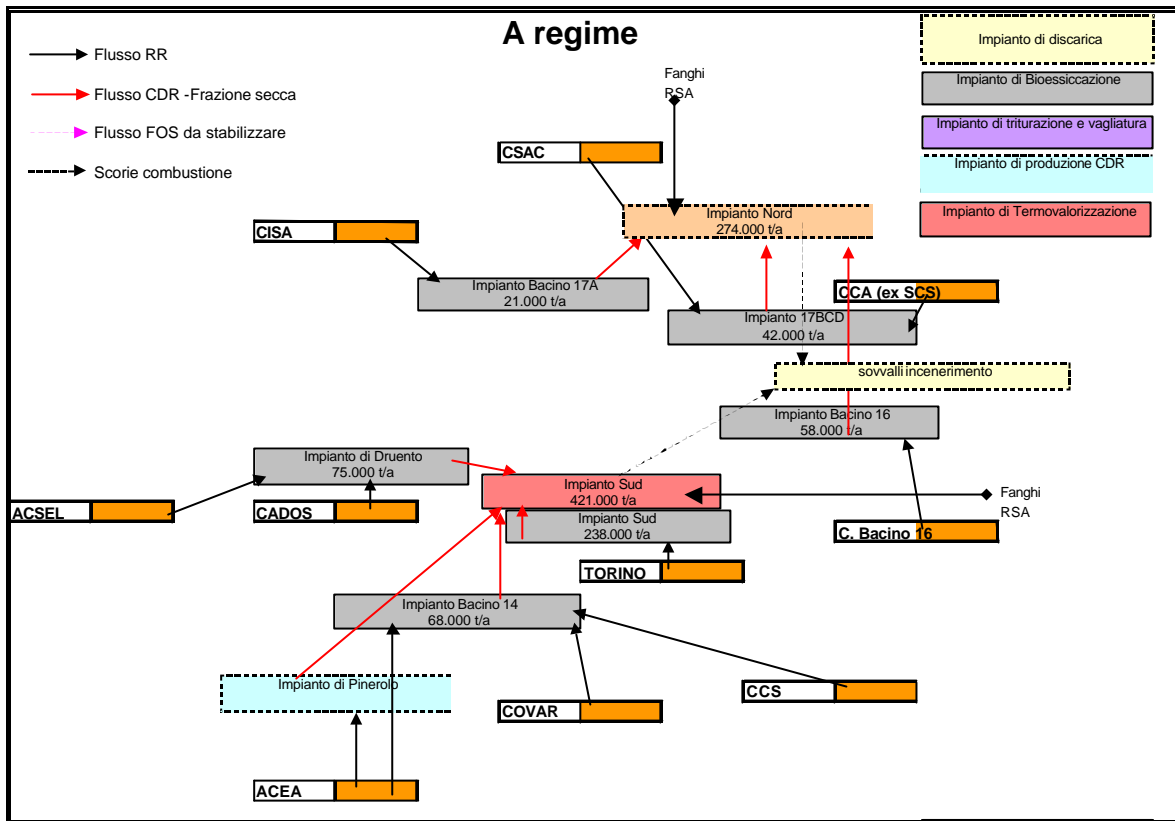 A regime
Flusso RR
Flusso CDR -Frazione secca
Flusso FOS da stabilizzare
Scorie combustione
Impianto di discarica
Impianto di Bioessiccazione
Impianto di triturazione e vagliatura
Impianto di produzione CDR
Impianto di Termovalorizzazione
Fanghi
RSA
CSAC
Impianto Nord
274.000 t/a
CISA
Impianto Bacino 17A
21.000 t/a
CCA (ex SCS)
Impianto 17BCD
42.000 t/a
sovvalli incenerimento
Impianto Bacino 16
58.000 t/a
Impianto di Druento
75.000 t/a
Impianto Sud
421.000 t/a
Fanghi
RSA
ACSEL
CADOS
Impianto Sud
238.000 t/a
C. Bacino 16
TORINO
Impianto Bacino 14
68.000 t/a
Impianto di Pinerolo
CCS
COVAR
ACEA